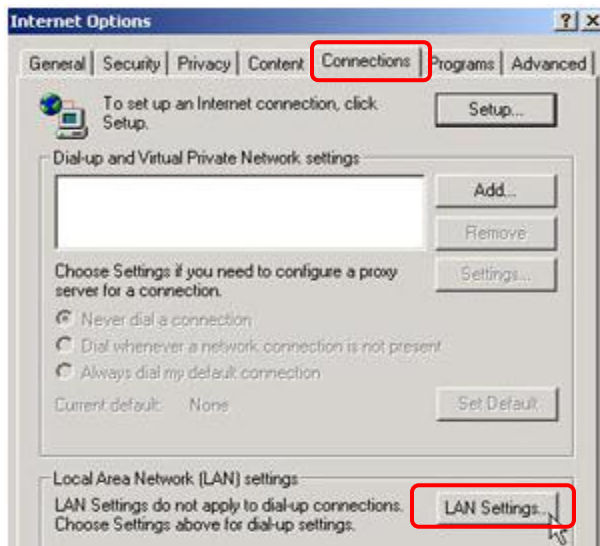 Internet Options
General Security Privacy Content Connections Programs Advanced
To set up an Internet connection, click
Setup.
Setup...
Dial-up and Virtual Private Network settings
Add...
Remove
Choose Settings if you need to configure a proxy
server for a connection.
Settings...
Never dial a connection
Dial whenever a network connection is not present
Always dial my default connection
Current default: None
Set Default
Local Area Network (LAN) settings
LAN Settings do not apply to dial-up connections.
Choose Settings above for dial-up settings.
LAN Settings...